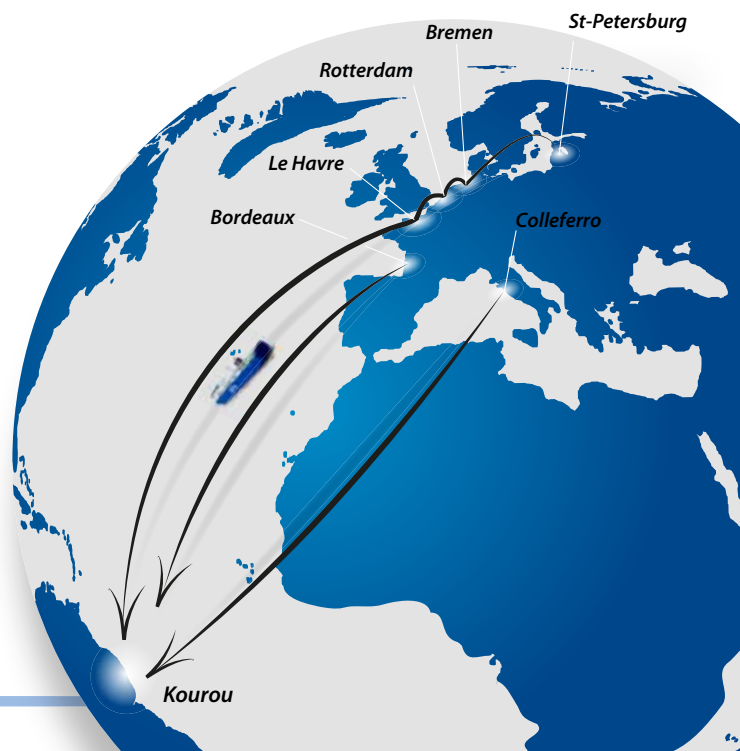 St-Petersburg
Bremen
Rotterdam
Le Havre
Bordeaux
Colleferro
Kourou